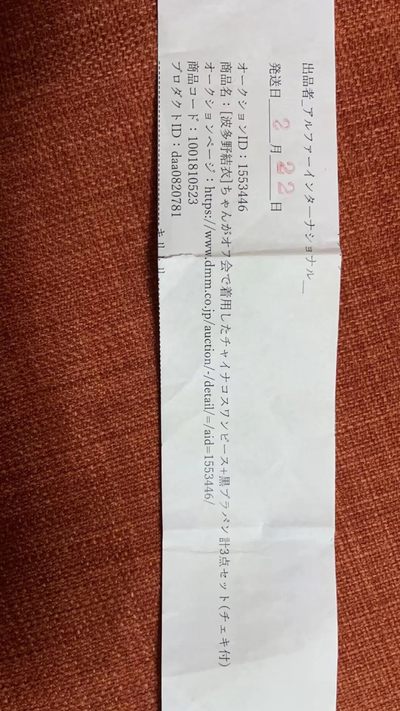 出品者_アルファーインターナショナル_
発送日 2 月 22 日
オークションID：1553446
商品名：[波多野結衣]ちゃんがオフ会で着用したチャイナコスワンピース+黒ブラパン 計3点セット(チェキ付)
オークションページ：https://www.dmm.co.jp/auction/-/detail/=/aid=1553446/
商品コード：1001810523
プロダクトID：daa0820781